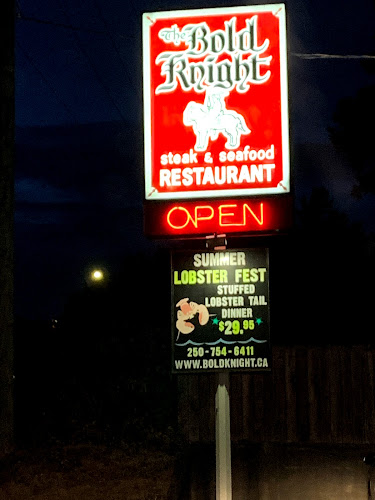 The Bold
Knight
steak & seafood
RESTAURANT
OPEN
SUMMER
LOBSTER FEST
STUFFED
LOBSTER TAIL
DINNER
$29.95
250-754-6411
WWW.BOLDKNIGHT.CA